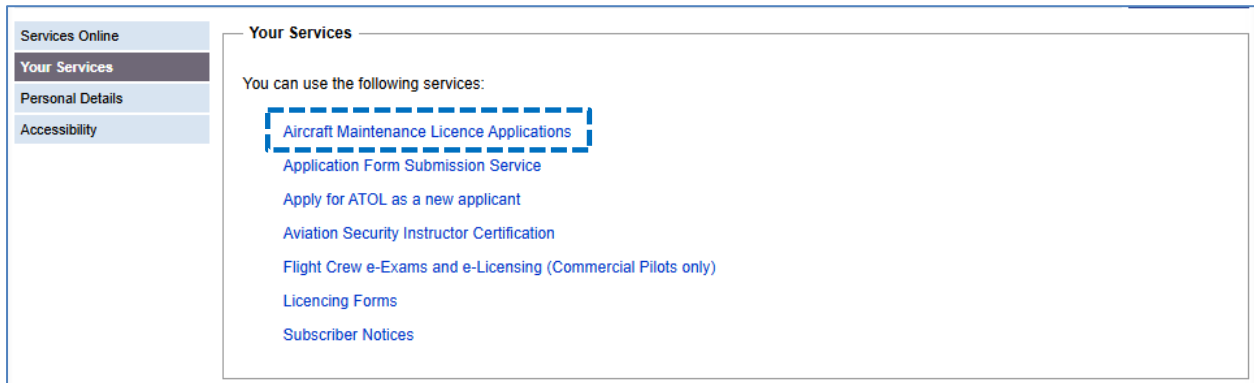 Services Online
Your Services
Personal Details
Accessibility
Your Services
You can use the following services:
Aircraft Maintenance Licence Applications
Application Form Submission Service
Apply for ATOL as a new applicant
Aviation Security Instructor Certification
Flight Crew e-Exams and e-Licensing (Commercial Pilots only)
Licencing Forms
Subscriber Notices